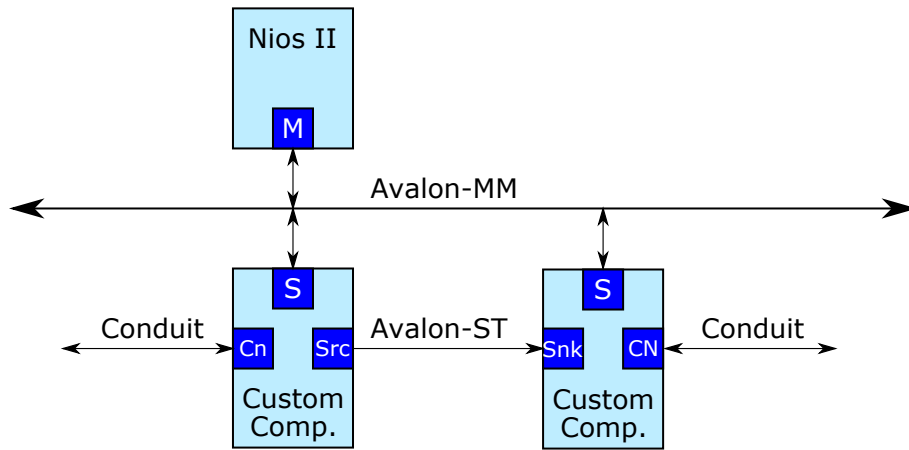 Nios II
M
Avalon-MM
S
S
Conduit
Avalon-ST
Conduit
Cn
Src
Snk
CN
Custom
Comp.
Custom
Comp.